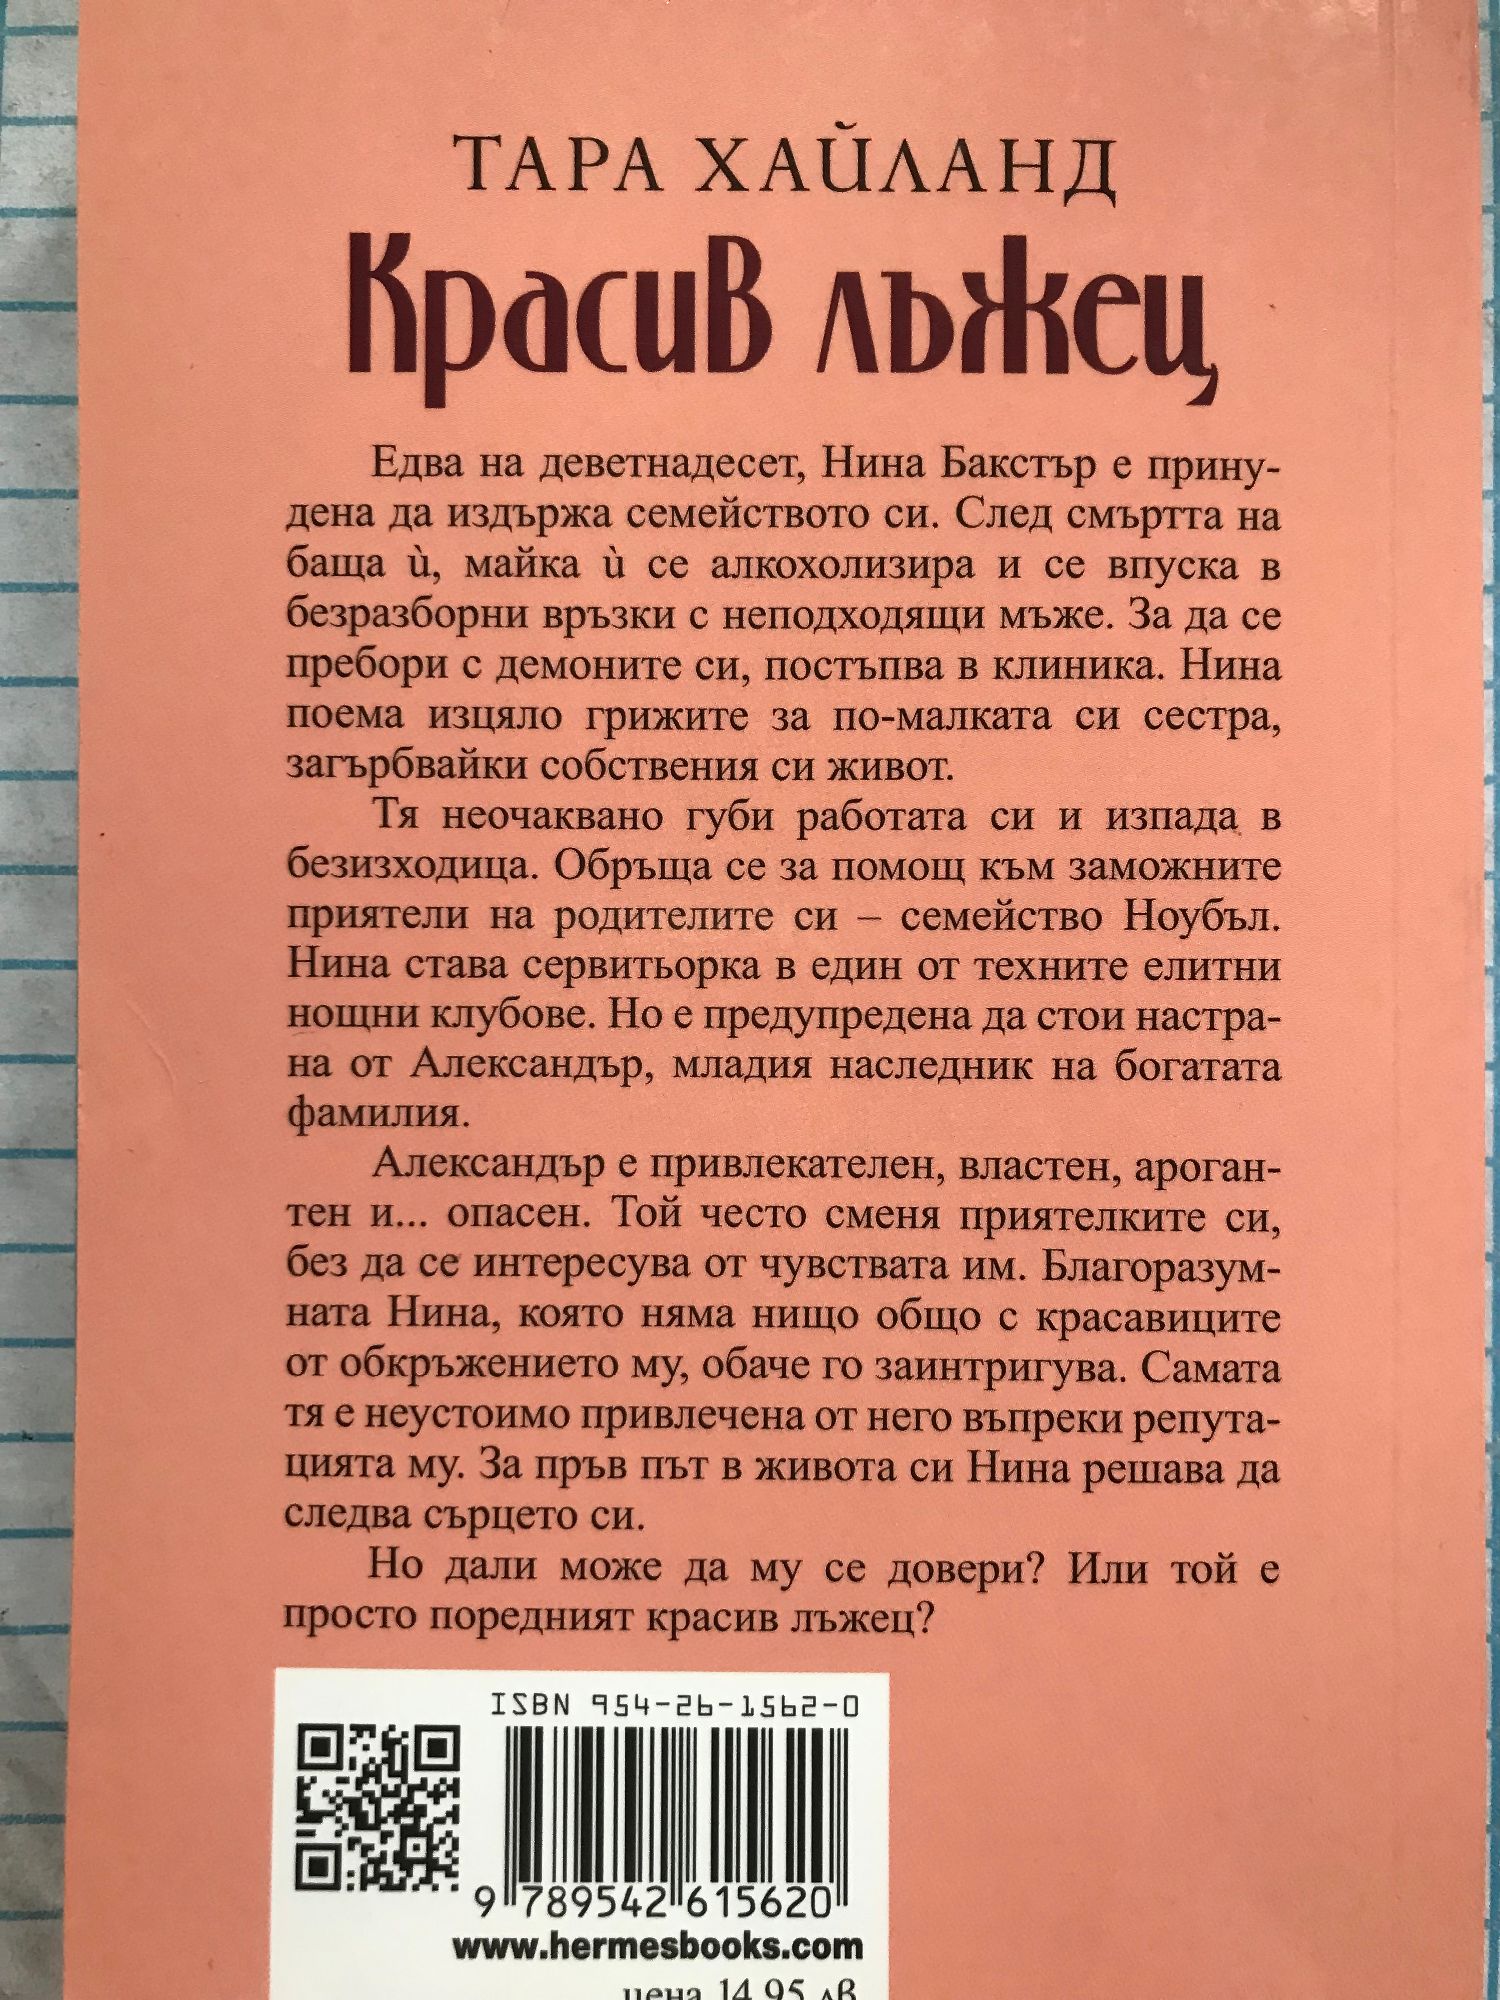 ТАРА ХАЙЛАНД
Красив лъжец
Едва на деветнадесет, Нина Бакстър е прину-
дена да издържа семейството си. След смъртта на
баща ѝ, майка ѝ се алкохолизира и се впуска в
безразборни връзки с неподходящи мъже. За да се
пребори с демоните си, постъпва в клиника. Нина
поема изцяло грижите за по-малката си сестра,
загърбвайки собствения си живот.
Тя неочаквано губи работата си и изпада в
безизходица. Обръща се за помощ към заможните
приятели на родителите си – семейство Ноубъл.
Нина става сервитьорка в един от техните елитни
нощни клубове. Но е предупредена да стои настра-
на от Александър, младия наследник на богатата
фамилия.
Александър е привлекателен, властен,ароган-
тен и... опасен. Той често сменя приятелките си,
без да се интересува от чувствата им. Благоразум-
ната Нина, която няма нищо общо с красавиците
от обкръжението му, обаче го заинтригува. Самата
тя е неустоимо привлечена от него въпреки репута-
цията му. За пръв път в живота си Нина решава да
следва сърцето си.
Но дали може да му се довери? Или той е
просто поредният красив лъжец?
ISBN 954-26-1562-0
9 789542 615620
www.hermesbooks.com
цена 14.95 лв.